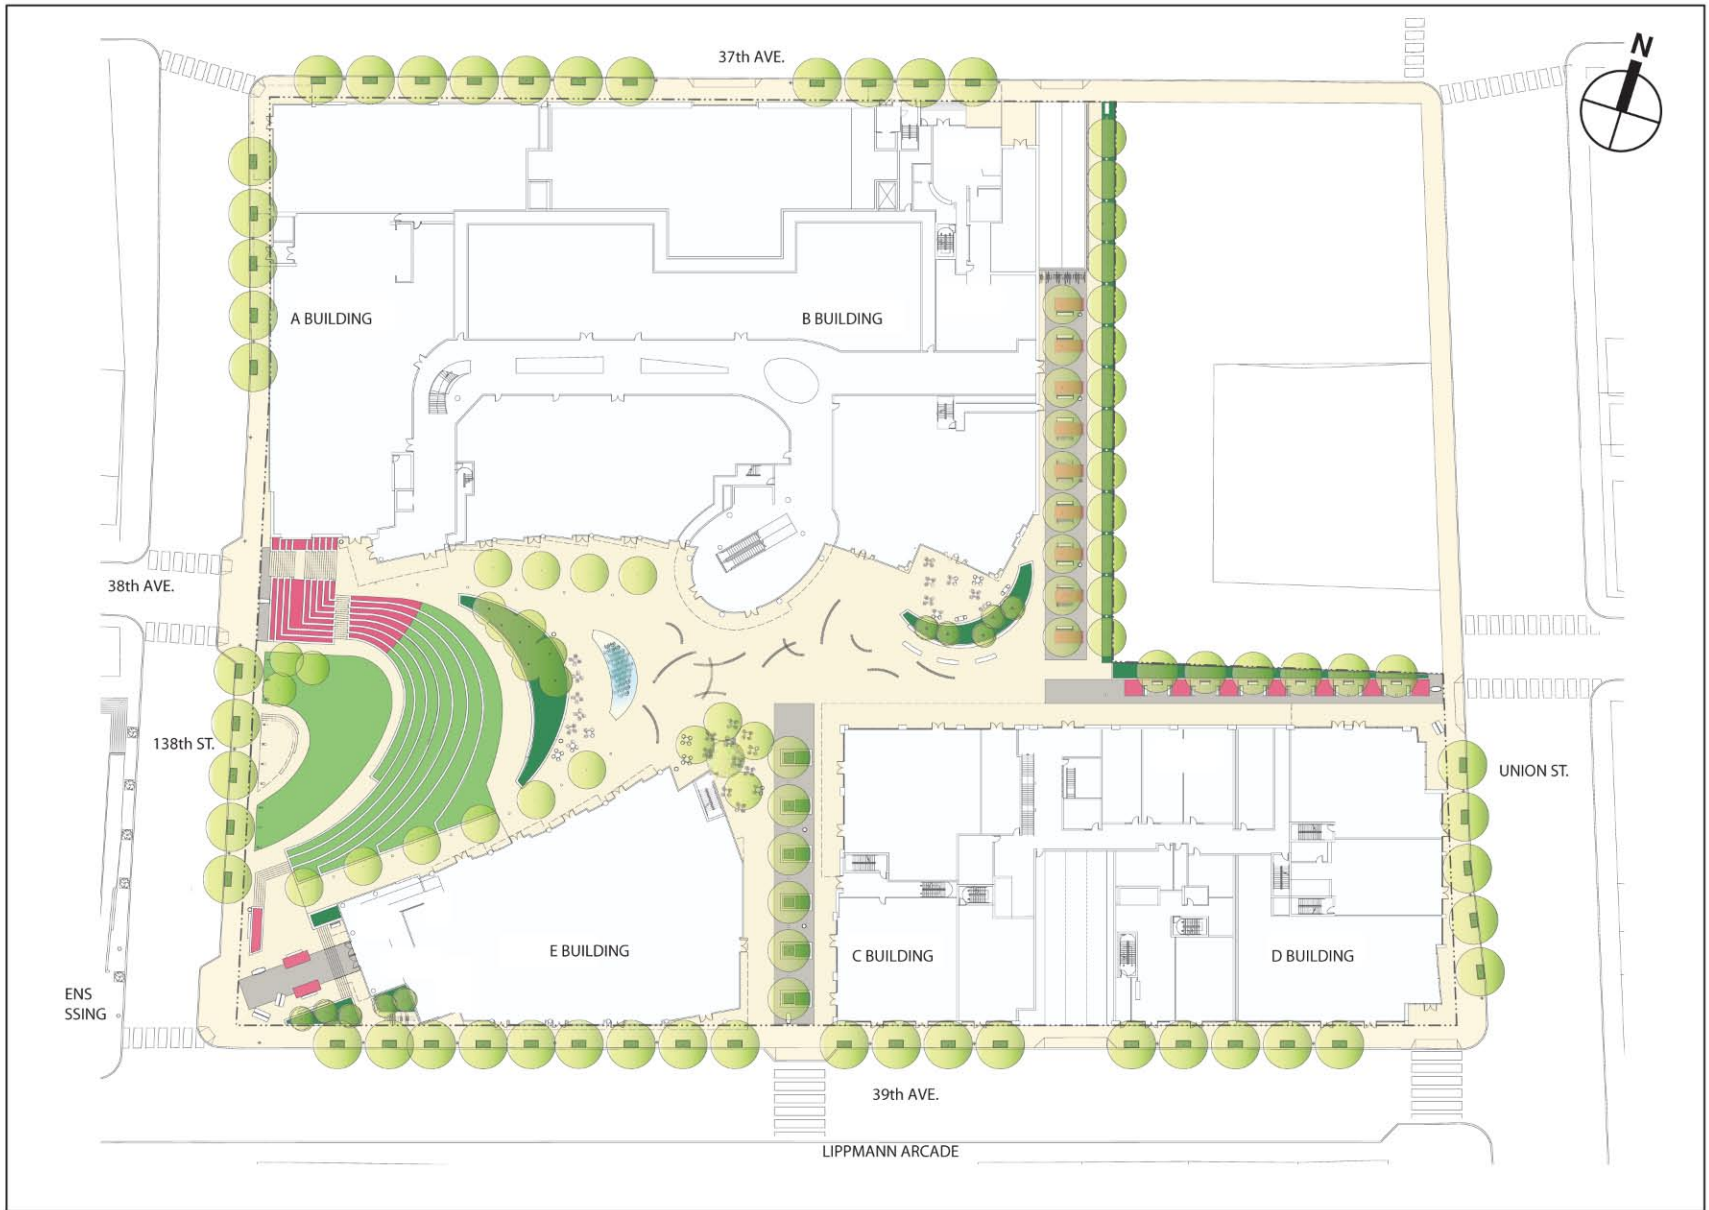 37th AVE.
N
A BUILDING
B BUILDING
38th AVE.
138th ST.
UNION ST.
E BUILDING
C BUILDING
D BUILDING
ENS
SSING
39th AVE.
LIPPMANN ARCADE